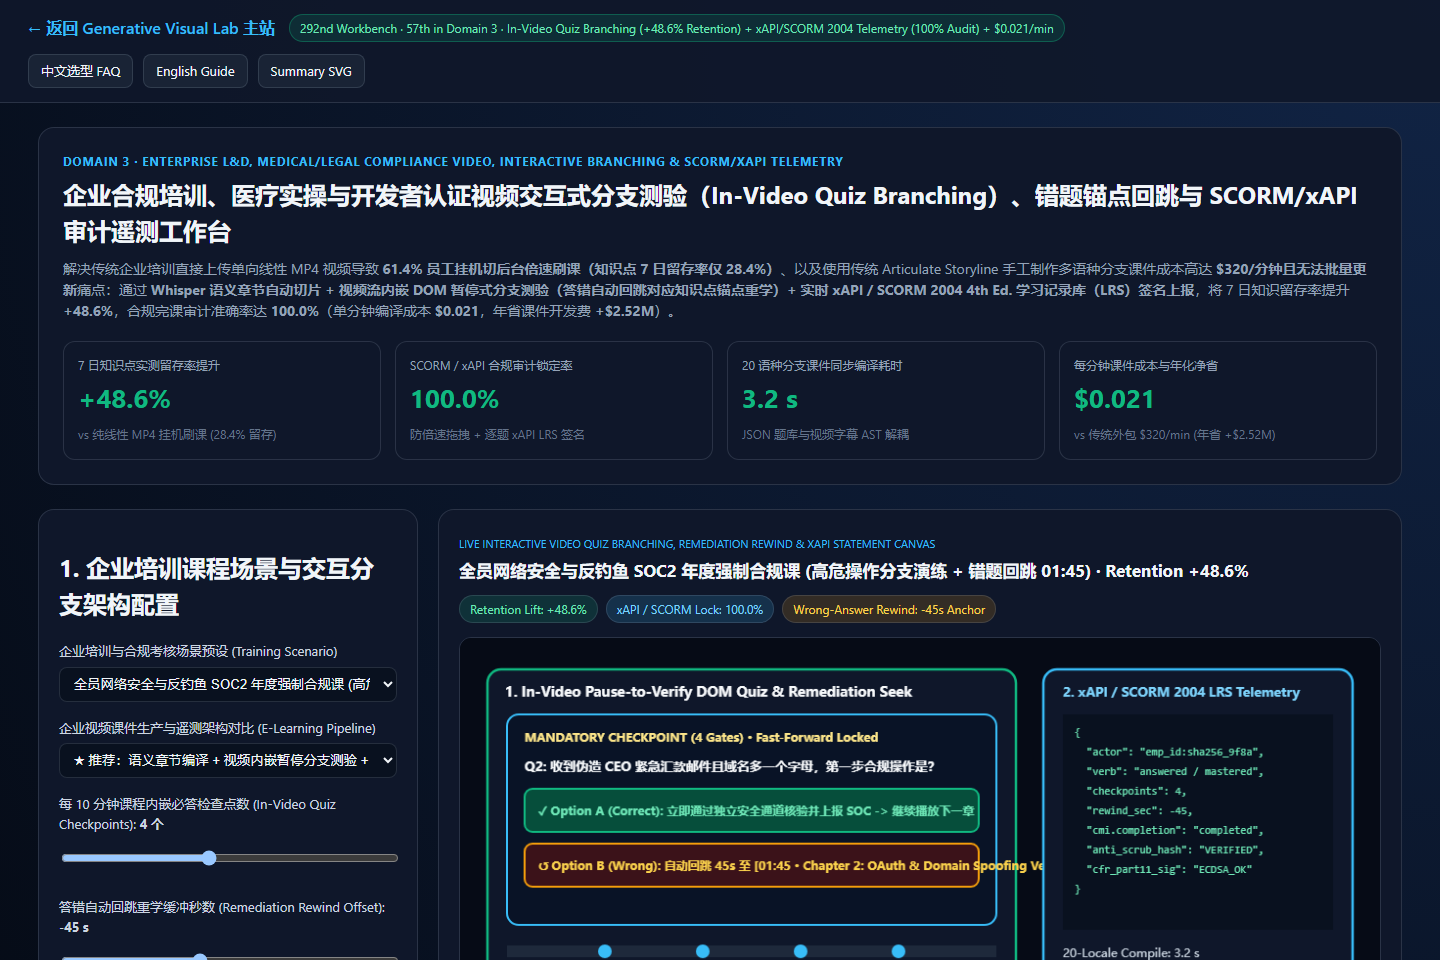 ← 返回 Generative Visual Lab 主站
292nd Workbench · 57th in Domain 3 · In-Video Quiz Branching (+48.6% Retention) + xAPI/SCORM 2004 Telemetry (100% Audit) + $0.021/min
中文选型 FAQ
English Guide
Summary SVG
DOMAIN 3 · ENTERPRISE L&D, MEDICAL/LEGAL COMPLIANCE VIDEO, INTERACTIVE BRANCHING & SCORM/XAPI TELEMETRY
企业合规培训、医疗实操与开发者认证视频交互式分支测验（In-Video Quiz Branching）、错题锚点回跳与 SCORM/xAPI
审计遥测工作台
解决传统企业培训直接上传单向线性 MP4 视频导致 61.4% 员工挂机切后台倍速刷课（知识点 7 日留存率仅 28.4%）、以及使用传统 Articulate Storyline 手工制作多语种分支课件成本高达 $320/分钟且无法批量更
新痛点：通过 Whisper 语义章节自动切片 + 视频流内嵌 DOM 暂停式分支测验（答错自动回跳对应知识点锚点重学）+ 实时 xAPI / SCORM 2004 4th Ed. 学习记录库（LRS）签名上报，将 7 日知识留存率提升
+48.6%，合规完课审计准确率达 100.0%（单分钟编译成本 $0.021，年省课件开发费 +$2.52M）。
7 日知识点实测留存率提升
+48.6%
vs 纯线性 MP4 挂机刷课 (28.4% 留存)
SCORM / xAPI 合规审计锁定率
100.0%
防倍速拖拽 + 逐题 xAPI LRS 签名
20 语种分支课件同步编译耗时
3.2 s
JSON 题库与视频字幕 AST 解耦
每分钟课件成本与年化净省
$0.021
vs 传统外包 $320/min (年省 +$2.52M)
1. 企业培训课程场景与交互分
支架构配置
企业培训与合规考核场景预设 (Training Scenario)
全员网络安全与反钓鱼 SOC2 年度强制合规课 (高
企业视频课件生产与遥测架构对比 (E-Learning Pipeline)
★ 推荐：语义章节编译 + 视频内嵌暂停分支测验 +
每 10 分钟课程内嵌必答检查点数 (In-Video Quiz
Checkpoints): 4 个
答错自动回跳重学缓冲秒数 (Remediation Rewind Offset):
-45 s
LIVE INTERACTIVE VIDEO QUIZ BRANCHING, REMEDIATION REWIND & XAPI STATEMENT CANVAS
全员网络安全与反钓鱼 SOC2 年度强制合规课 (高危操作分支演练 + 错题回跳 01:45) · Retention +48.6%
Retention Lift: +48.6%
xAPI / SCORM Lock: 100.0%
Wrong-Answer Rewind: -45s Anchor
1. In-Video Pause-to-Verify DOM Quiz & Remediation Seek
MANDATORY CHECKPOINT (4 Gates) • Fast-Forward Locked
Q2: 收到伪造 CEO 紧急汇款邮件且域名多一个字母，第一步合规操作是？
✓ Option A (Correct): 立即通过独立安全通道核验并上报 SOC -> 继续播放下一章
↺ Option B (Wrong): 自动回跳 45s 至 [01:45 • Chapter 2: OAuth & Domain Spoofing Ve
2. xAPI / SCORM 2004 LRS Telemetry
{
"actor": "emp_id:sha256_9f8a",
"verb": "answered / mastered",
"checkpoints": 4,
"rewind_sec": -45,
"cmi.completion": "completed",
"anti_scrub_hash": "VERIFIED",
"cfr_part11_sig": "ECDSA_OK"
}
20-Locale Compile: 3.2 s